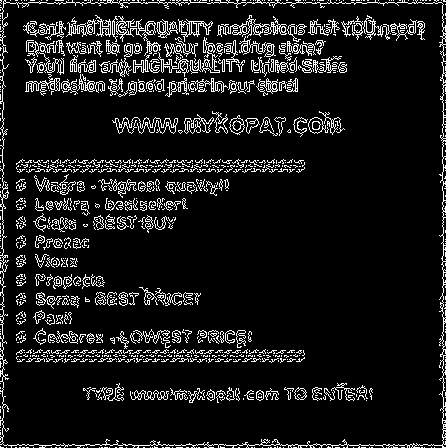 Can't find HIGH-QUALITY medications that YOU need?
Don't want to go to your local drug store?
You'll find any HIGH-QUALITY United States
medication at good price in our store!
WWW.MYKOPAT.COM
################################
# Viagra - Highest quality!!
# Levitra - bestseller!
# Cialis - BEST BUY
# Prozac
# Vioxx
# Propecia
# Soma - BEST PRICE!
# Paxil
# Celebrex - LOWEST PRICE!
################################
TYPE www.mykopat.com TO ENTER!